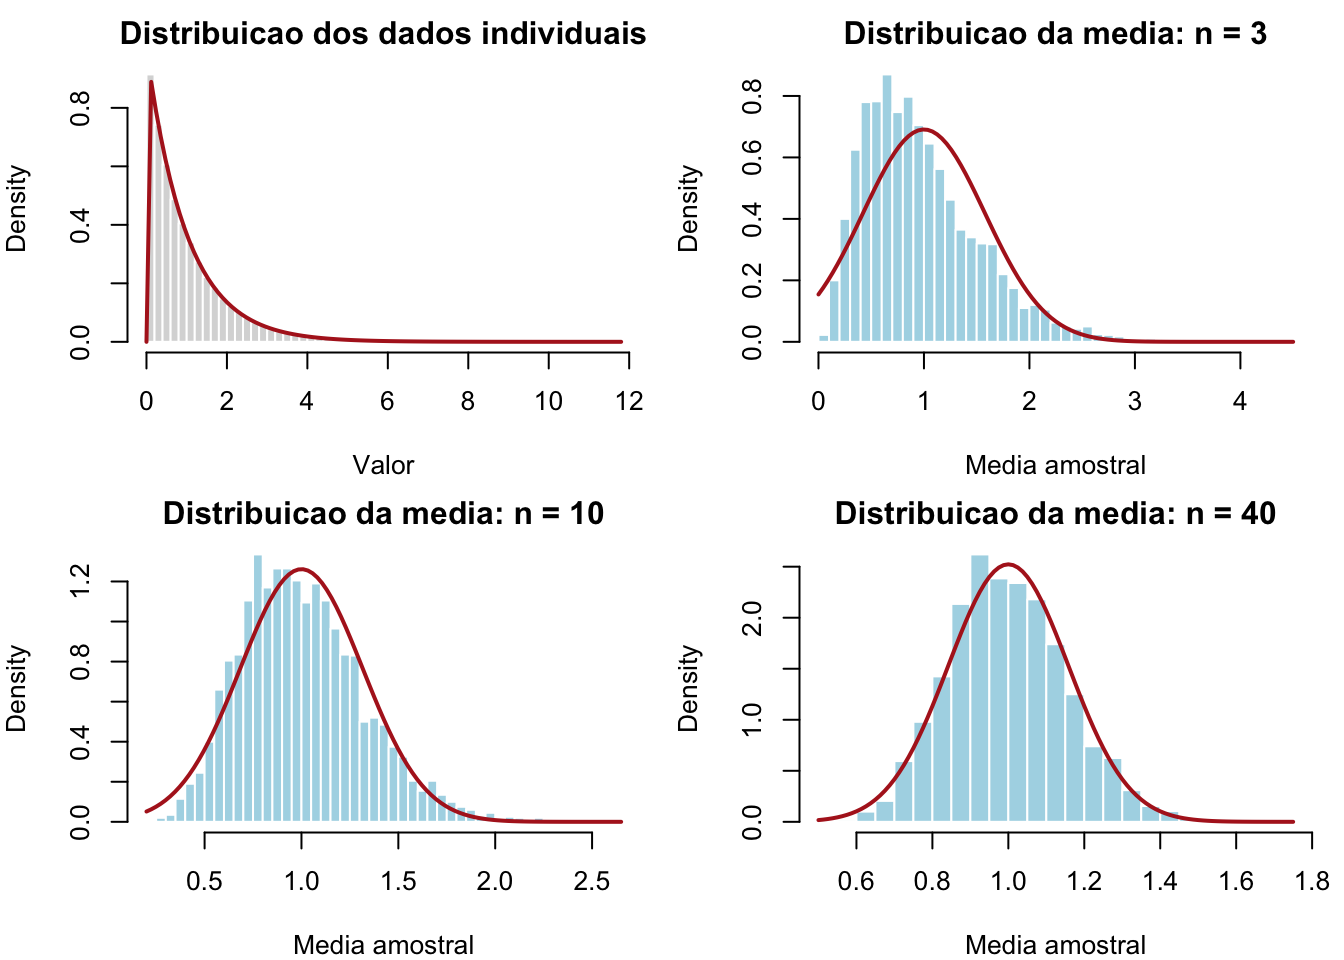 Distribuicao dos dados individuais
Density
0.0 0.4 0.8
0 2 4 6 8 10 12
Valor
Distribuicao da media: n = 3
Density
0.0 0.2 0.4 0.6 0.8
0 1 2 3 4
Media amostral
Distribuicao da media: n = 10
Density
0.0 0.4 0.8 1.2
0.5 1.0 1.5 2.0 2.5
Media amostral
Distribuicao da media: n = 40
Density
0.0 1.0 2.0
0.6 0.8 1.0 1.2 1.4 1.6 1.8
Media amostral